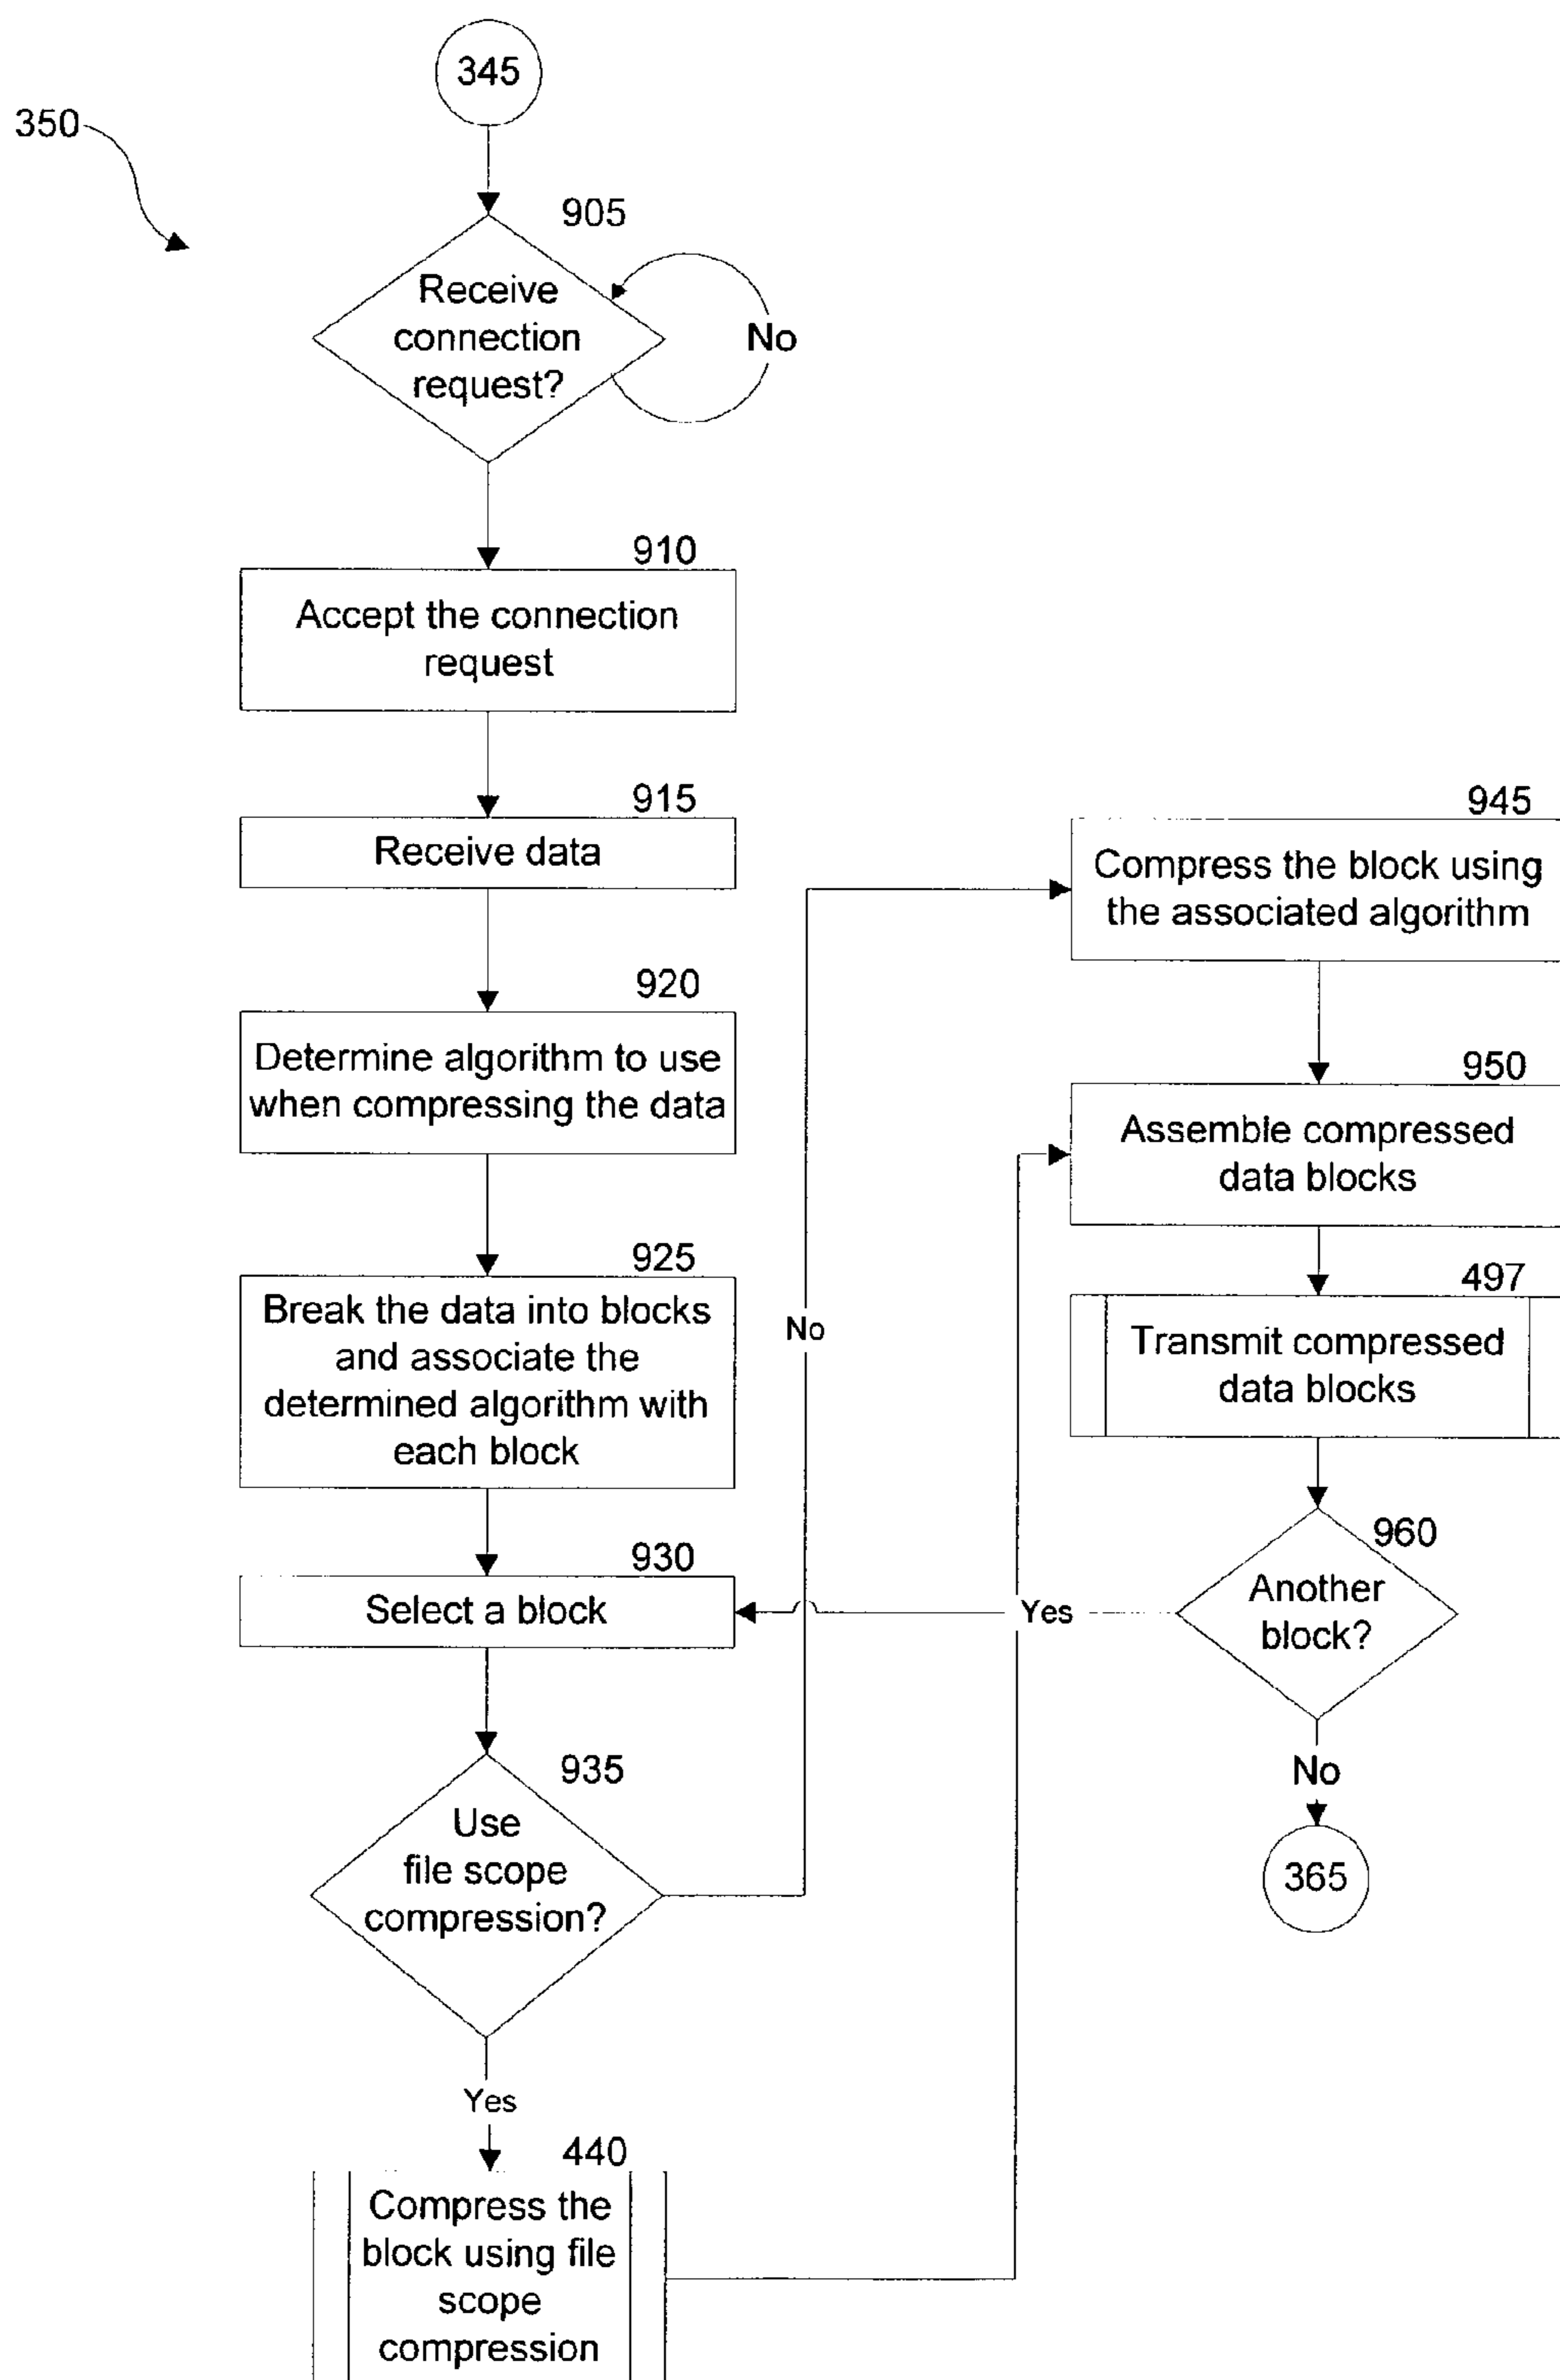 345
350
905
Receive
connection
request?
No
910
Accept the connection
request
915
Receive data
920
Determine algorithm to use
when compressing the data
925
Break the data into blocks
and associate the
determined algorithm with
each block
930
Select a block
935
Use
file scope
compression?
Yes
440
Compress the
block using file
scope
compression
No
945
Compress the block using
the associated algorithm
950
Assemble compressed
data blocks
497
Transmit compressed
data blocks
960
Another
block?
Yes
No
365